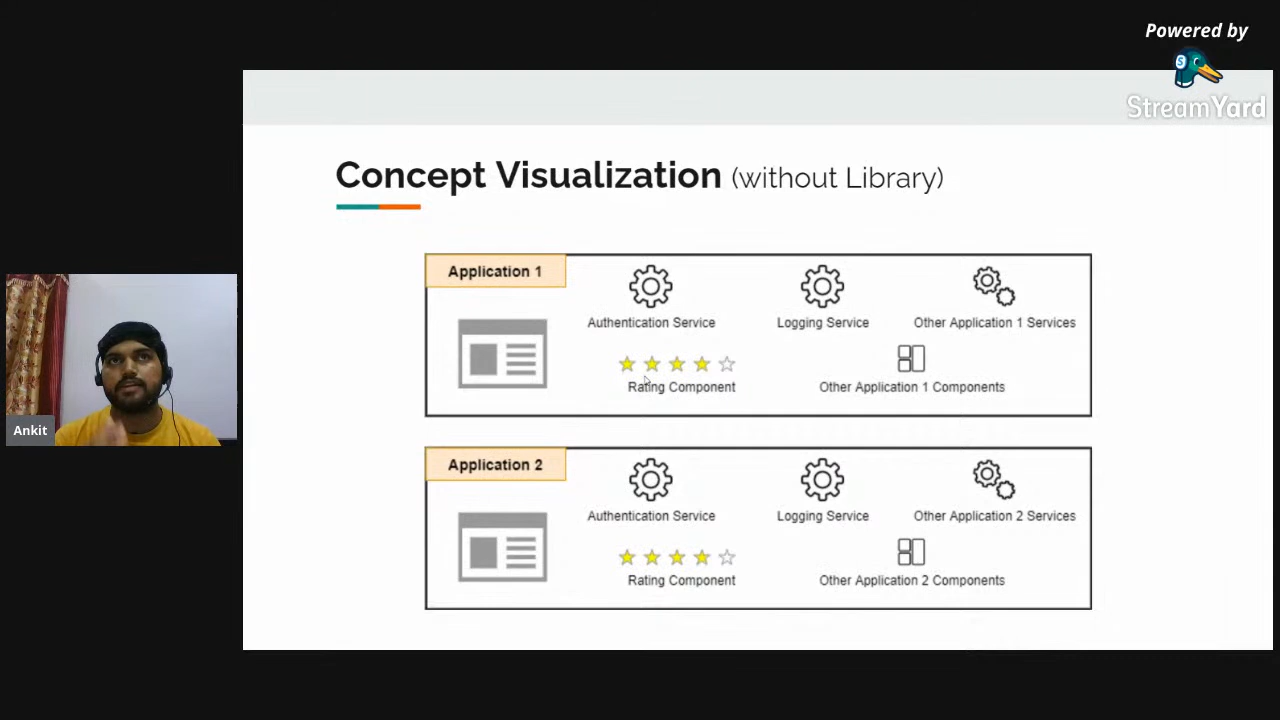 Powered by
StreamYard
Concept Visualization (without Library)
Application 1
Authentication Service
Logging Service
Other Application 1 Services
Rating Component
Other Application 1 Components
Ankit
Application 2
Authentication Service
Logging Service
Other Application 2 Services
Rating Component
Other Application 2 Components